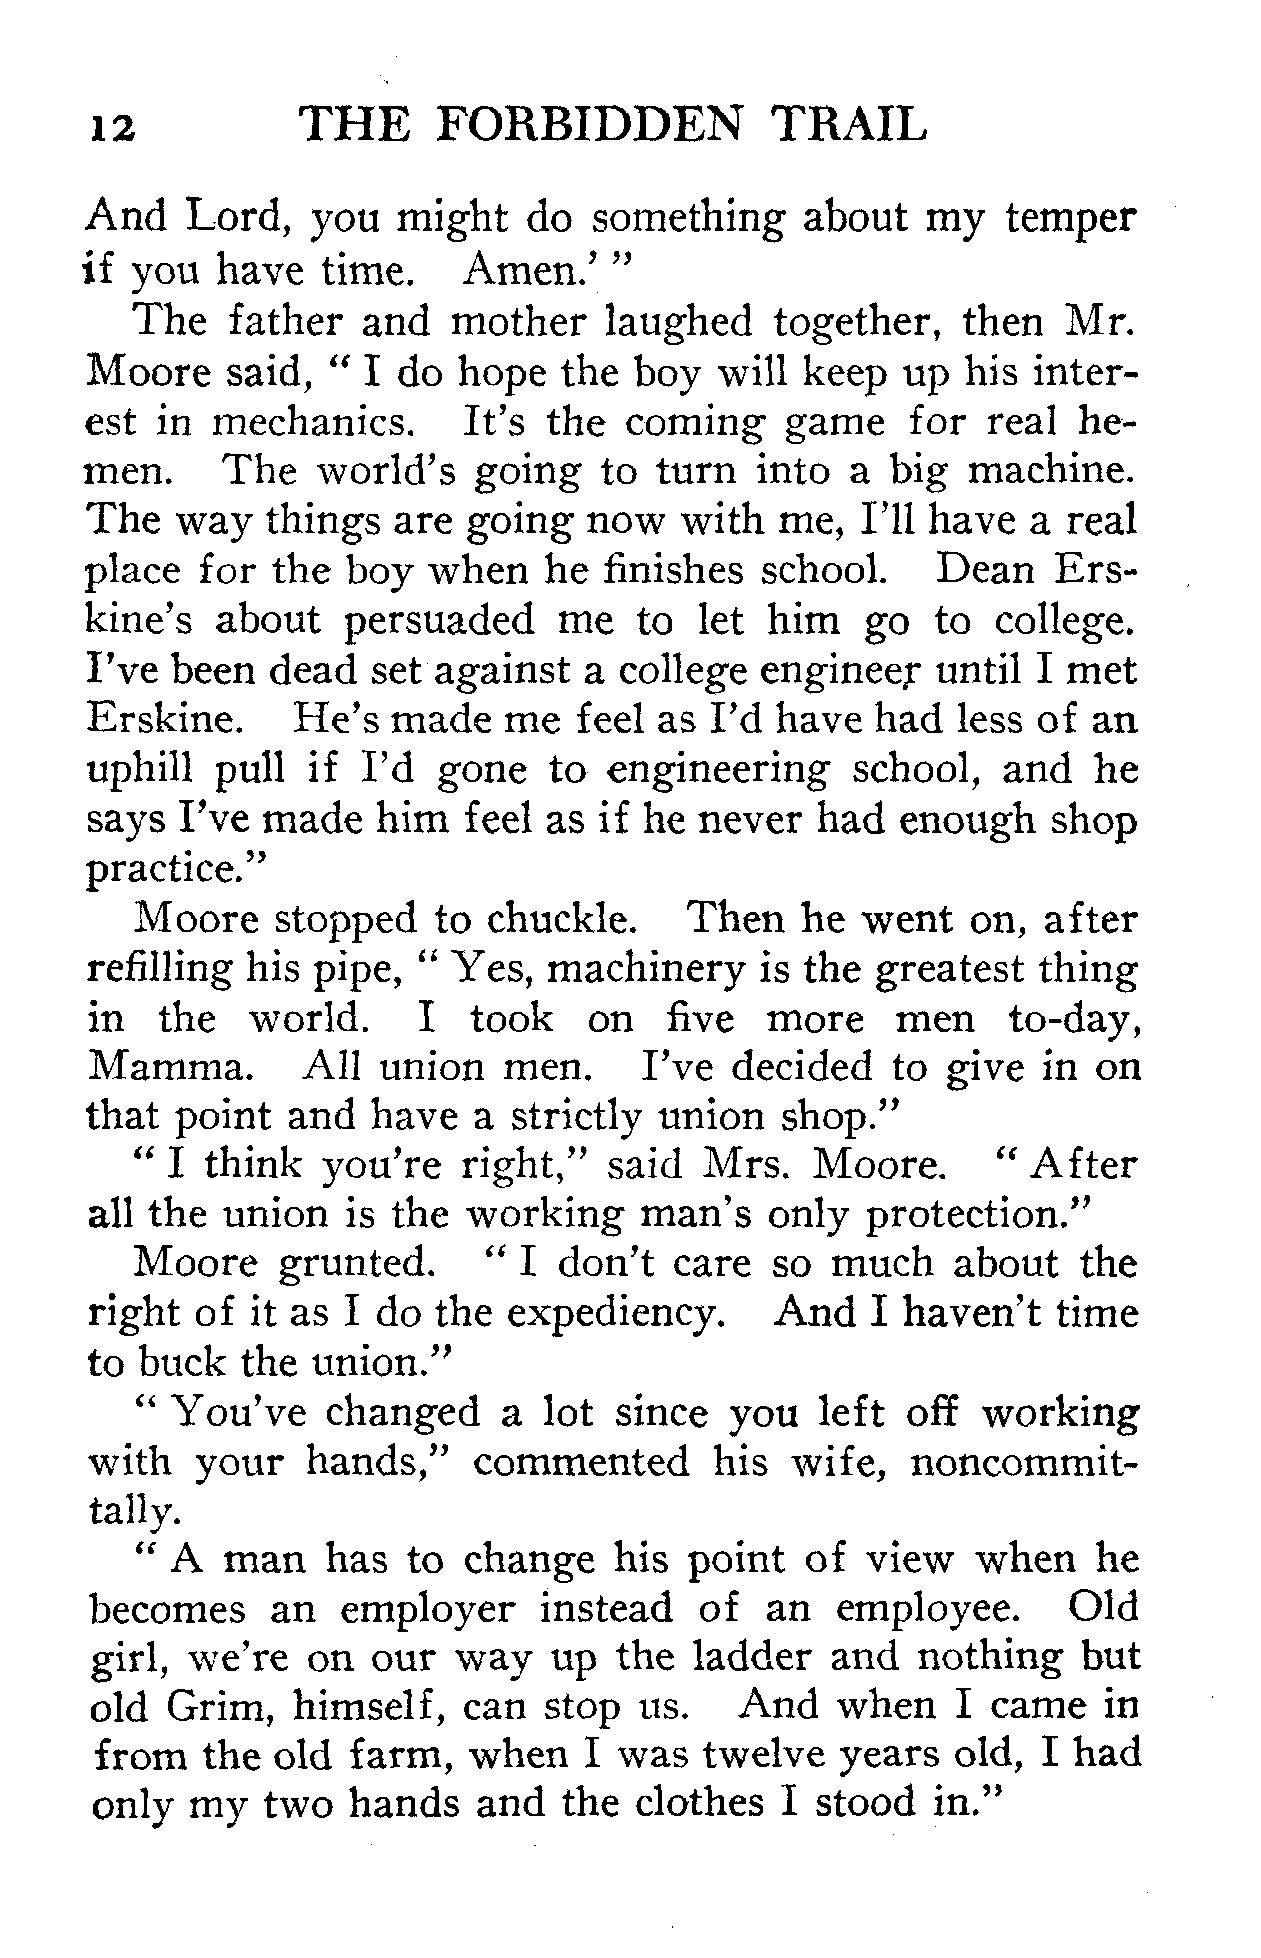 12 THE FORBIDDEN TRAIL
And Lord, you might do something about my temper
if you have time. Amen.' "
The father and mother laughed together, then Mr.
Moore said, " I do hope the boy will keep up his inter-
est in mechanics. It's the coming game for real he-
men. The world's going to turn into a big machine.
The way things are going now with me, I'll have a real
place for the boy when he finishes school. Dean Ers-
kine's about persuaded me to let him go to college.
I've been dead set against a college engineer until I met
Erskine. He's made me feel as I'd have had less of an
uphill pull if I'd gone to engineering school, and he
says I've made him feel as if he never had enough shop
practice."
Moore stopped to chuckle. Then he went on, after
refilling his pipe, " Yes, machinery is the greatest thing
in the world. I took on five more men to-day,
Mamma. All union men. I've decided to give in on
that point and have a strictly union shop."
" I think you're right," said Mrs. Moore. " After
all the union is the working man's only protection."
Moore grunted. " I don't care so much about the
right of it as I do the expediency. And I haven't time
to buck the union."
" You've changed a lot since you left off working
with your hands," commented his wife, noncommit-
tally.
" A man has to change his point of view when he
becomes an employer instead of an employee. Old
girl, we're on our way up the ladder and nothing but
old Grim, himself, can stop us. And when I came in
from the old farm, when I was twelve years old, I had
only my two hands and the clothes I stood in."